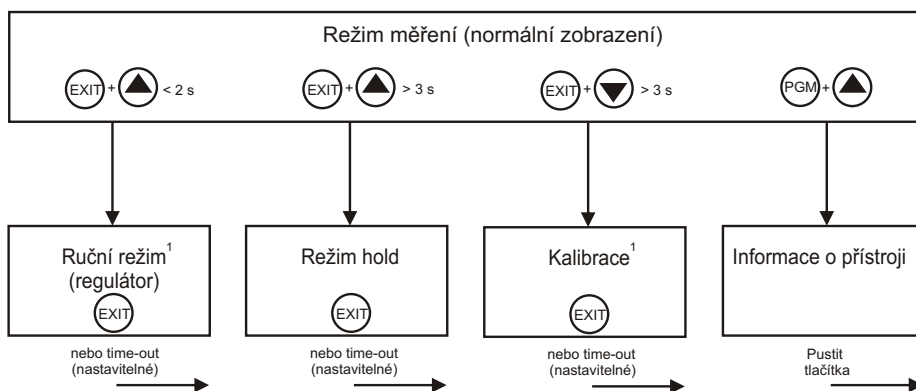 Režim měření (normální zobrazení)
EXIT + < 2 s
EXIT + > 3 s
EXIT + > 3 s
PGM +
Ruční režim¹
(regulátor)
EXIT
Režim hold
EXIT
Kalibrace¹
EXIT
Informace o přístroji
nebo time-out
(nastavitelné)
nebo time-out
(nastavitelné)
nebo time-out
(nastavitelné)
Pustit
tlačítka